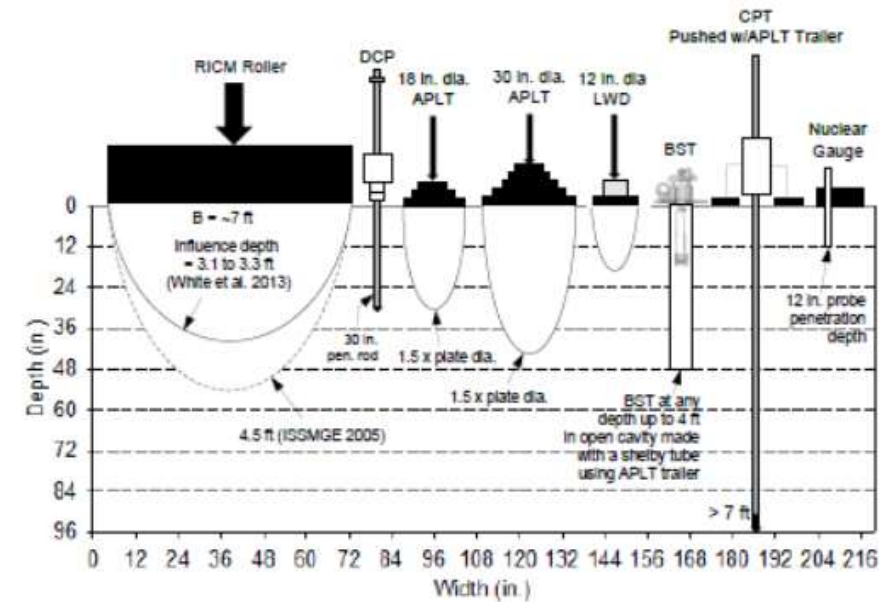 CPT
Pushed w/APLT Trailer
RICM Roller
DCP
18 in. dia.
APLT
30 in. dia.
APLT
12 in. dia
LWD
BST
Nuclear
Gauge
B = ~7 ft
Influence depth
= 3.1 to 3.3 ft
(White et al. 2013)
30 in.
pen. rod
1.5 x plate dia.
1.5 x plate dia.
12 in. probe
penetration
depth
4.5 ft (ISSMGE 2005)
BST at any
depth up to 4 ft
in open cavity made
with a shelby tube
using APLT trailer
> 7 ft
Depth (in.)
0
12
24
36
48
60
72
84
96
0 12 24 36 48 60 72 84 96 108 120 132 144 156 168 180 192 204 216
Width (in.)